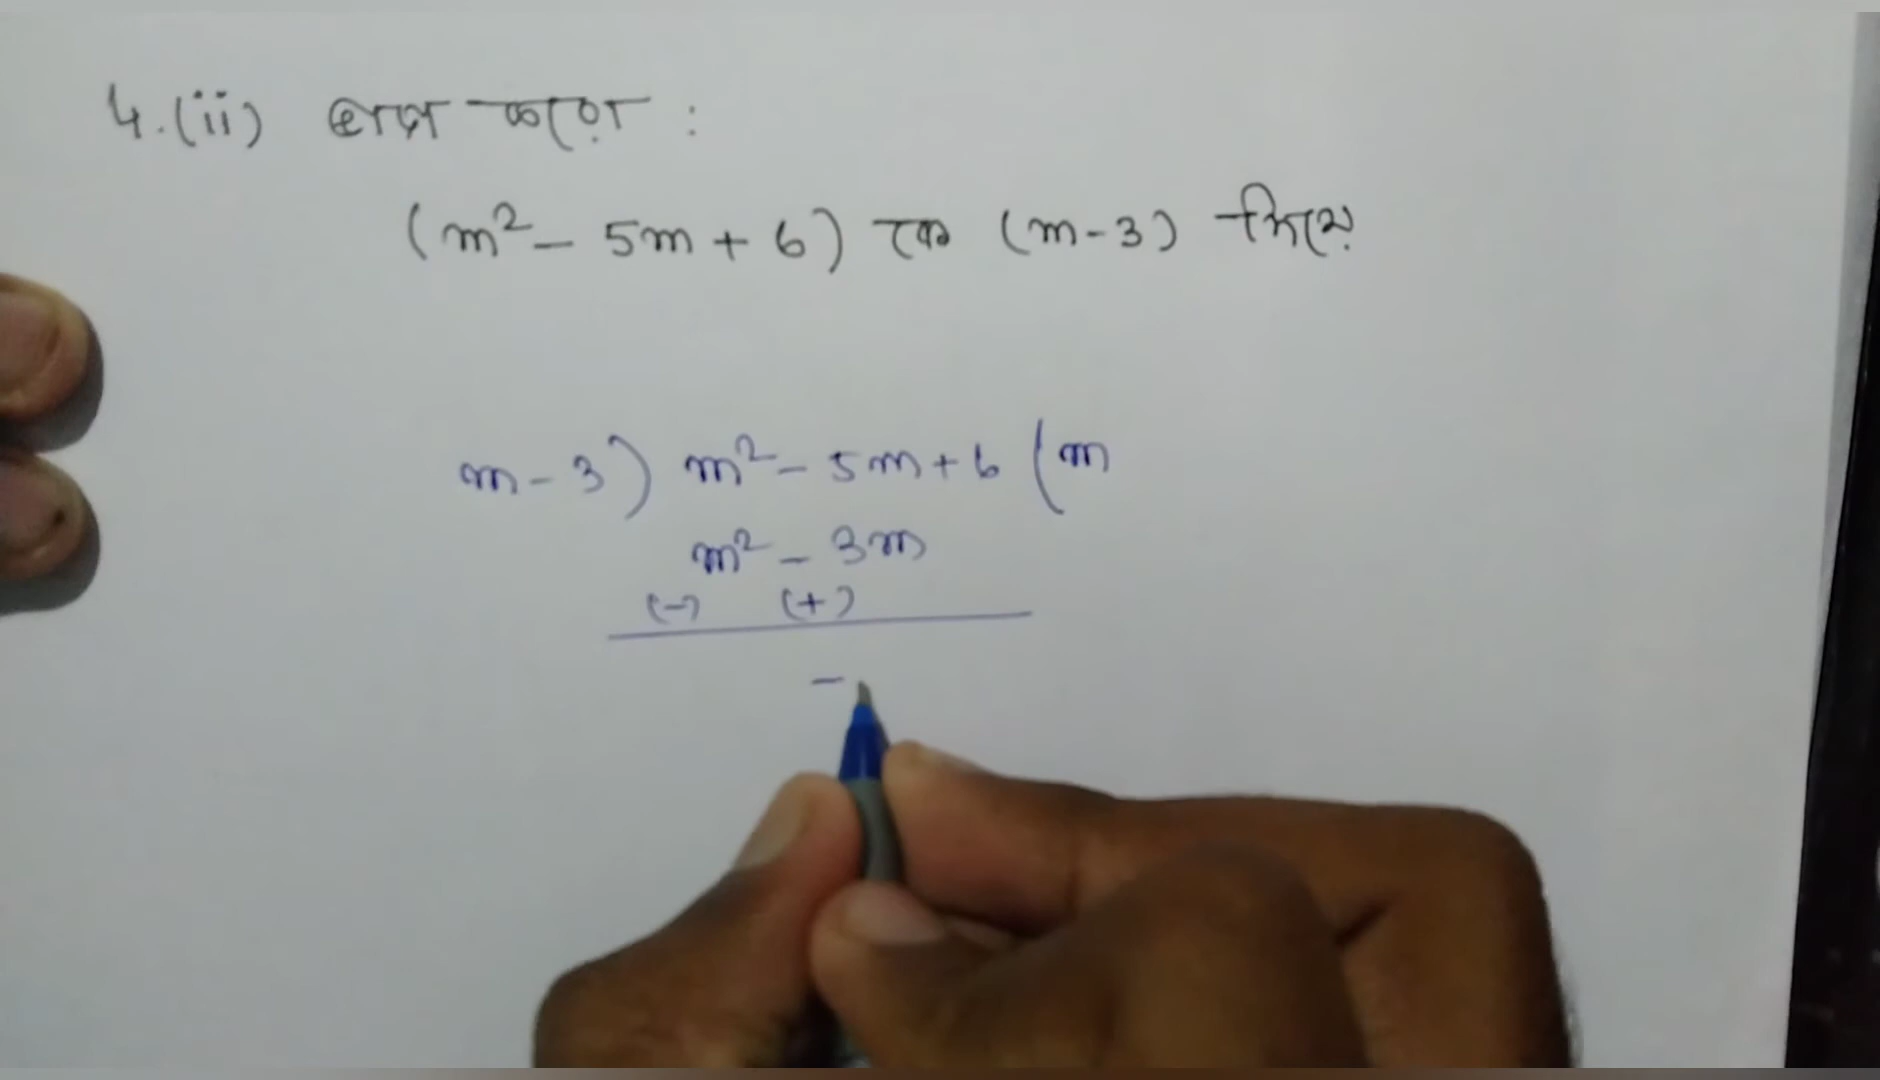 4.(ii) ভাগ করো :
(m² - 5m + 6) কে (m-3) দিয়ে
m - 3) m² - 5m + 6 (m
m² - 3m
(-) (+)
-